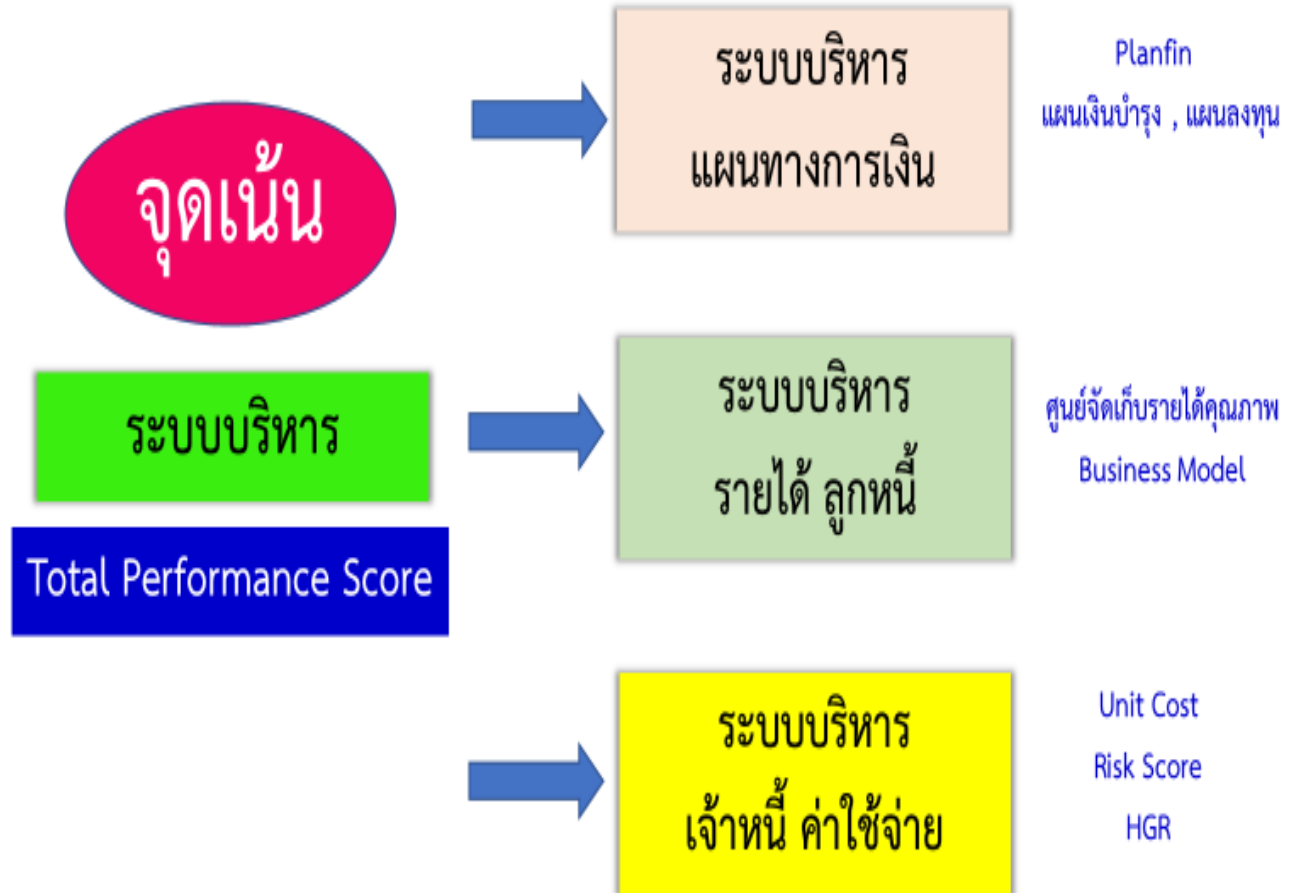 จุดเน้น
ระบบบริหาร
Total Performance Score
ระบบบริหาร
แผนทางการเงิน
Planfin
แผนเงินบำรุง , แผนลงทุน
ระบบบริหาร
รายได้ ลูกหนี้
ศูนย์จัดเก็บรายได้คุณภาพ
Business Model
ระบบบริหาร
เจ้าหนี้ ค่าใช้จ่าย
Unit Cost
Risk Score
HGR